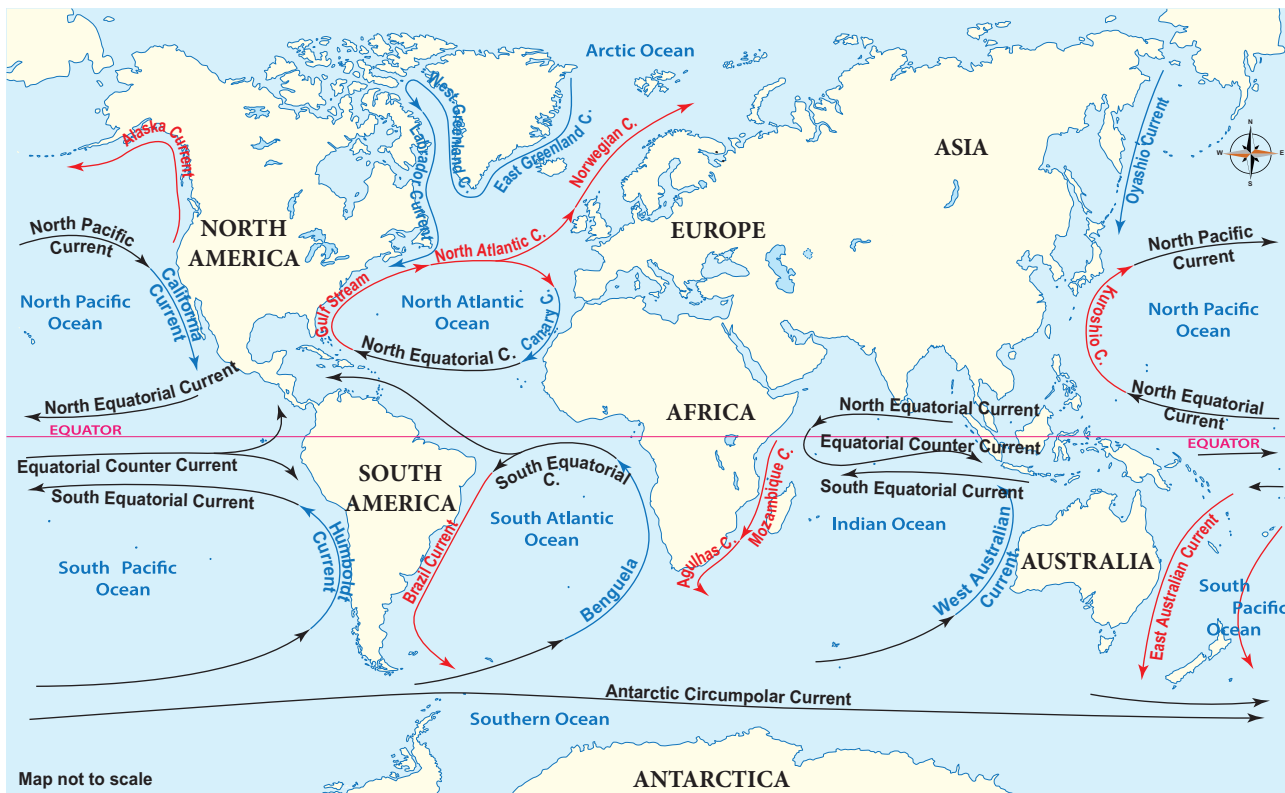 Arctic Ocean
West Greenland C.
East Greenland C.
Norwegian C.
Alaska Current
Labrador Current
ASIA
Oyashio Current
N
W
E
S
North Pacific
Current
NORTH
AMERICA
EUROPE
North Atlantic C.
North Pacific
Current
California
Current
North Pacific
Ocean
Gulf Stream
North Atlantic
Ocean
Canary C.
Kuroshio C.
North Pacific
Ocean
North Equatorial C.
North Equatorial Current
AFRICA
North Equatorial Current
North Equatorial
Current
EQUATOR
EQUATOR
Equatorial Counter Current
Equatorial Counter Current
SOUTH
AMERICA
South Equatorial
C.
Mozambique C.
South Equatorial Current
South Equatorial Current
Indian Ocean
South Atlantic
Ocean
Humboldt
Current
Brazil Current
Agulhas C.
Benguela
West Australian
Current
AUSTRALIA
East Australian Current
South Pacific
Ocean
South
Pacific
Ocean
Antarctic Circumpolar Current
Southern Ocean
Map not to scale
ANTARCTICA